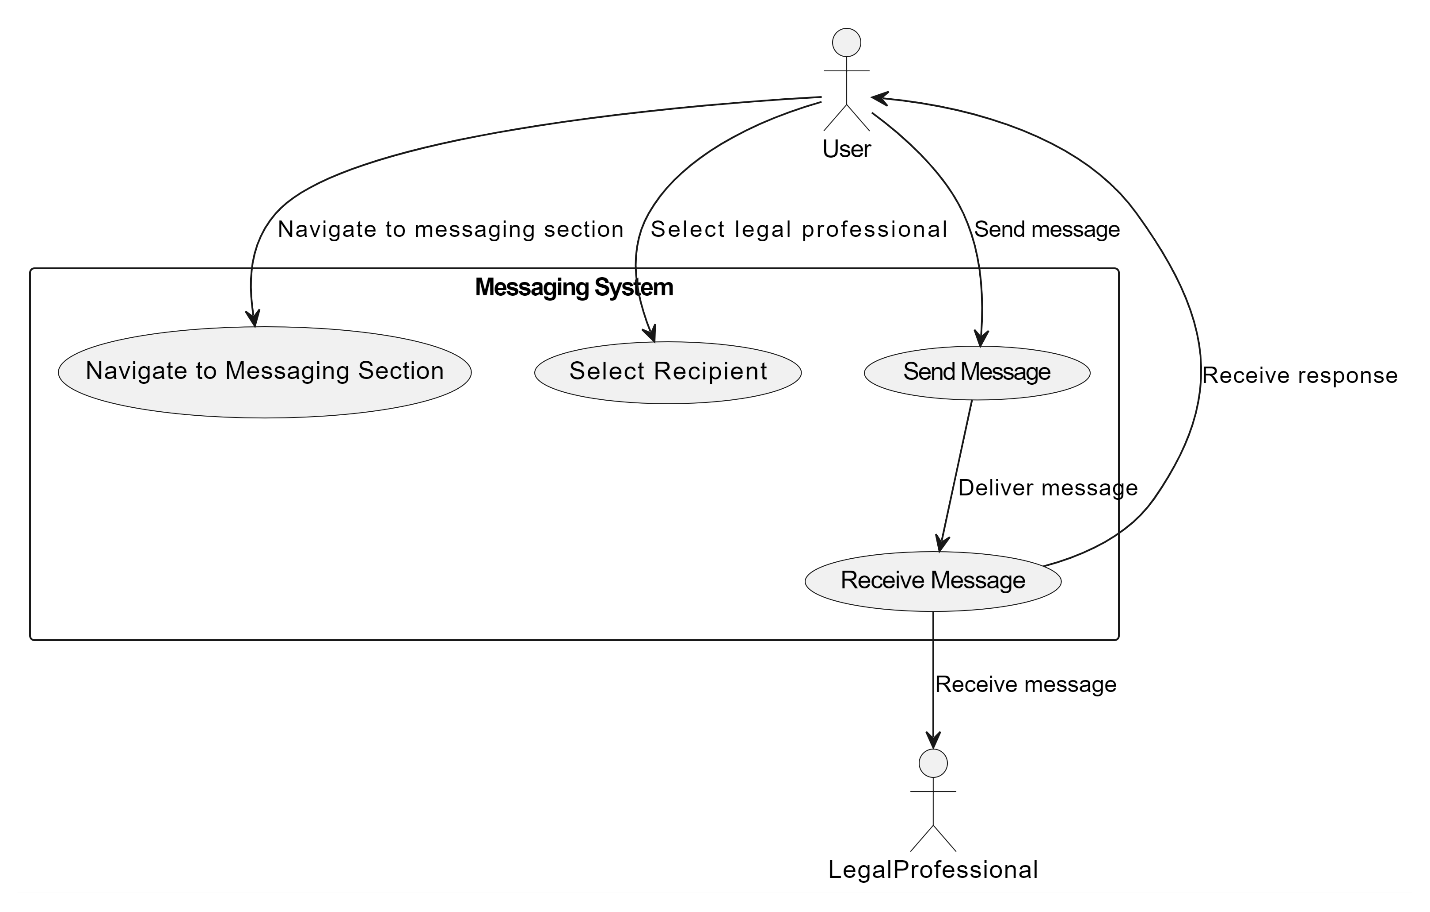 User
Navigate to messaging section
Select legal professional
Send message
Messaging System
Navigate to Messaging Section
Select Recipient
Send Message
Receive response
Deliver message
Receive Message
Receive message
LegalProfessional